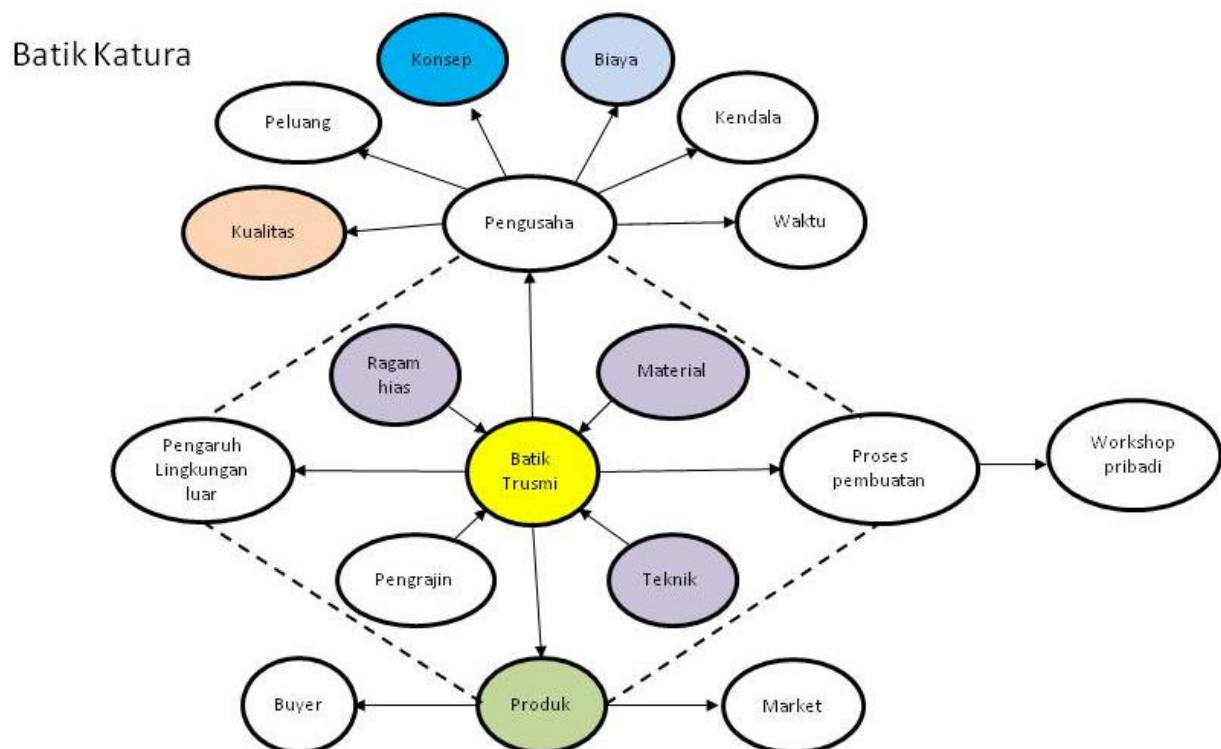 Batik Katura
Konsep
Biaya
Peluang
Kendala
Kualitas
Pengusaha
Waktu
Ragam
hias
Material
Pengaruh
Lingkungan
luar
Batik
Trusmi
Proses
pembuatan
Workshop
pribadi
Pengrajin
Teknik
Buyer
Produk
Market